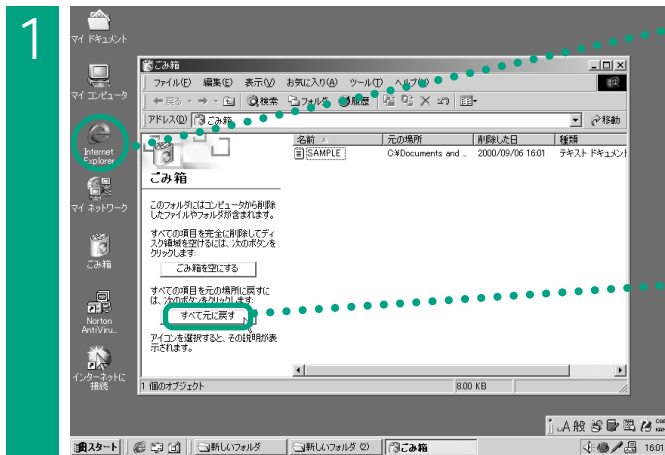 1
マイ ドキュメント
マイ コンピュータ
Internet
Explorer
マイ ネットワーク
ごみ箱
Norton
AntiViru...
インターネットに
接続
ごみ箱
ファイル(F) 編集(E) 表示(V) お気に入り(A) ツール(T) ヘルプ(H)
戻る 検索 フォルダ 履歴
アドレス(D) ごみ箱 移動
名前 元の場所 削除した日 種類
SAMPLE C:¥Documents and ... 2000/09/06 16:01 テキスト ドキュメント
ごみ箱
このフォルダにはコンピュータから削除
したファイルやフォルダが含まれます。
すべての項目を完全に削除してディ
スク領域を空けるには、次のボタンを
クリックします:
ごみ箱を空にする
すべての項目を元の場所に戻すに
は、次のボタンをクリックします:
すべて元に戻す
アイコンを選択すると、その説明が表
示されます。
1 個のオブジェクト 8.00 KB
A 般
スタート 新しいフォルダ 新しいフォルダ (2) ごみ箱 16:01